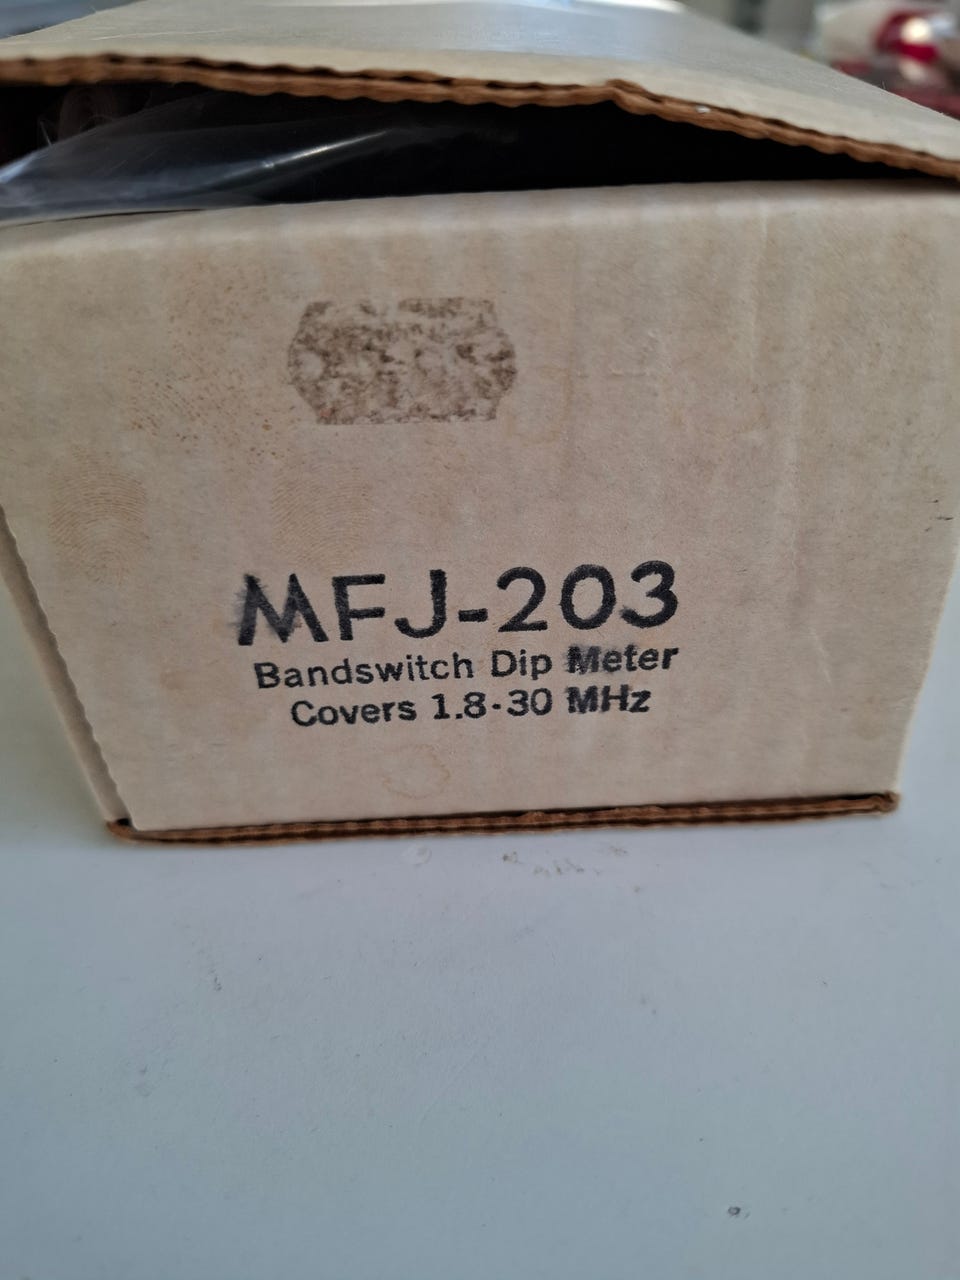 MFJ-203
Bandswitch Dip Meter
Covers 1.8-30 MHz